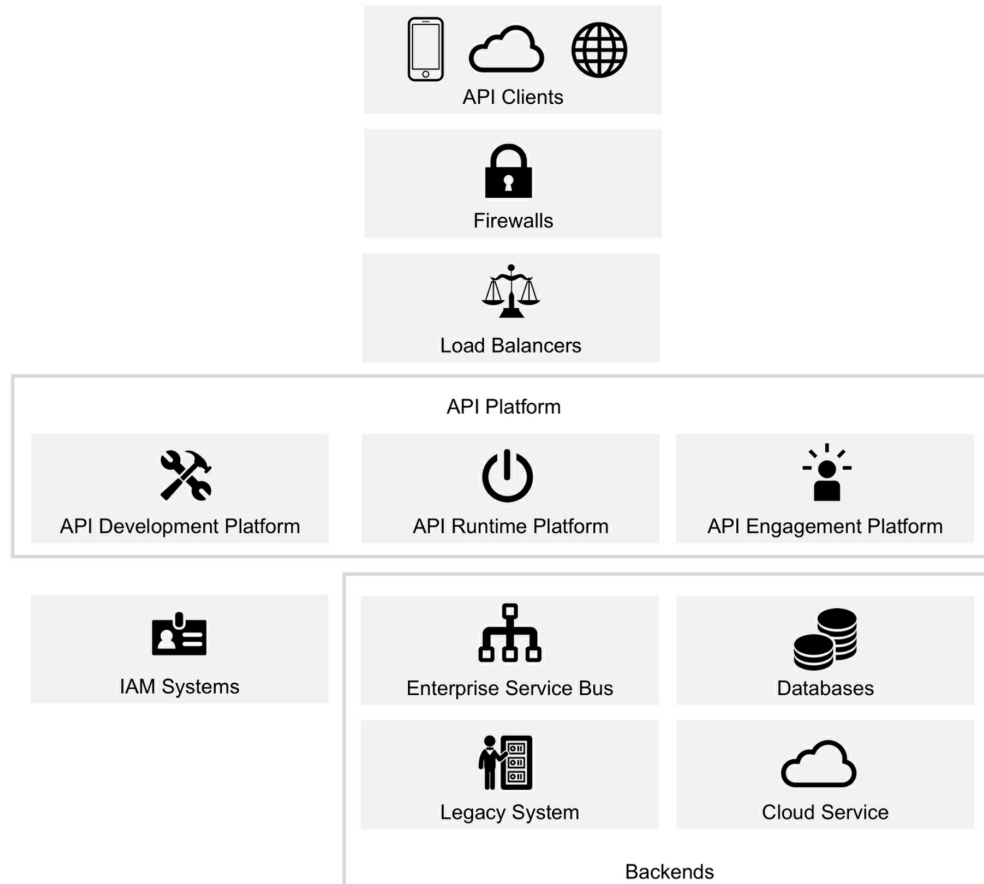 API Clients
Firewalls
Load Balancers
API Platform
API Development Platform
API Runtime Platform
API Engagement Platform
IAM Systems
Enterprise Service Bus
Databases
Legacy System
Cloud Service
Backends